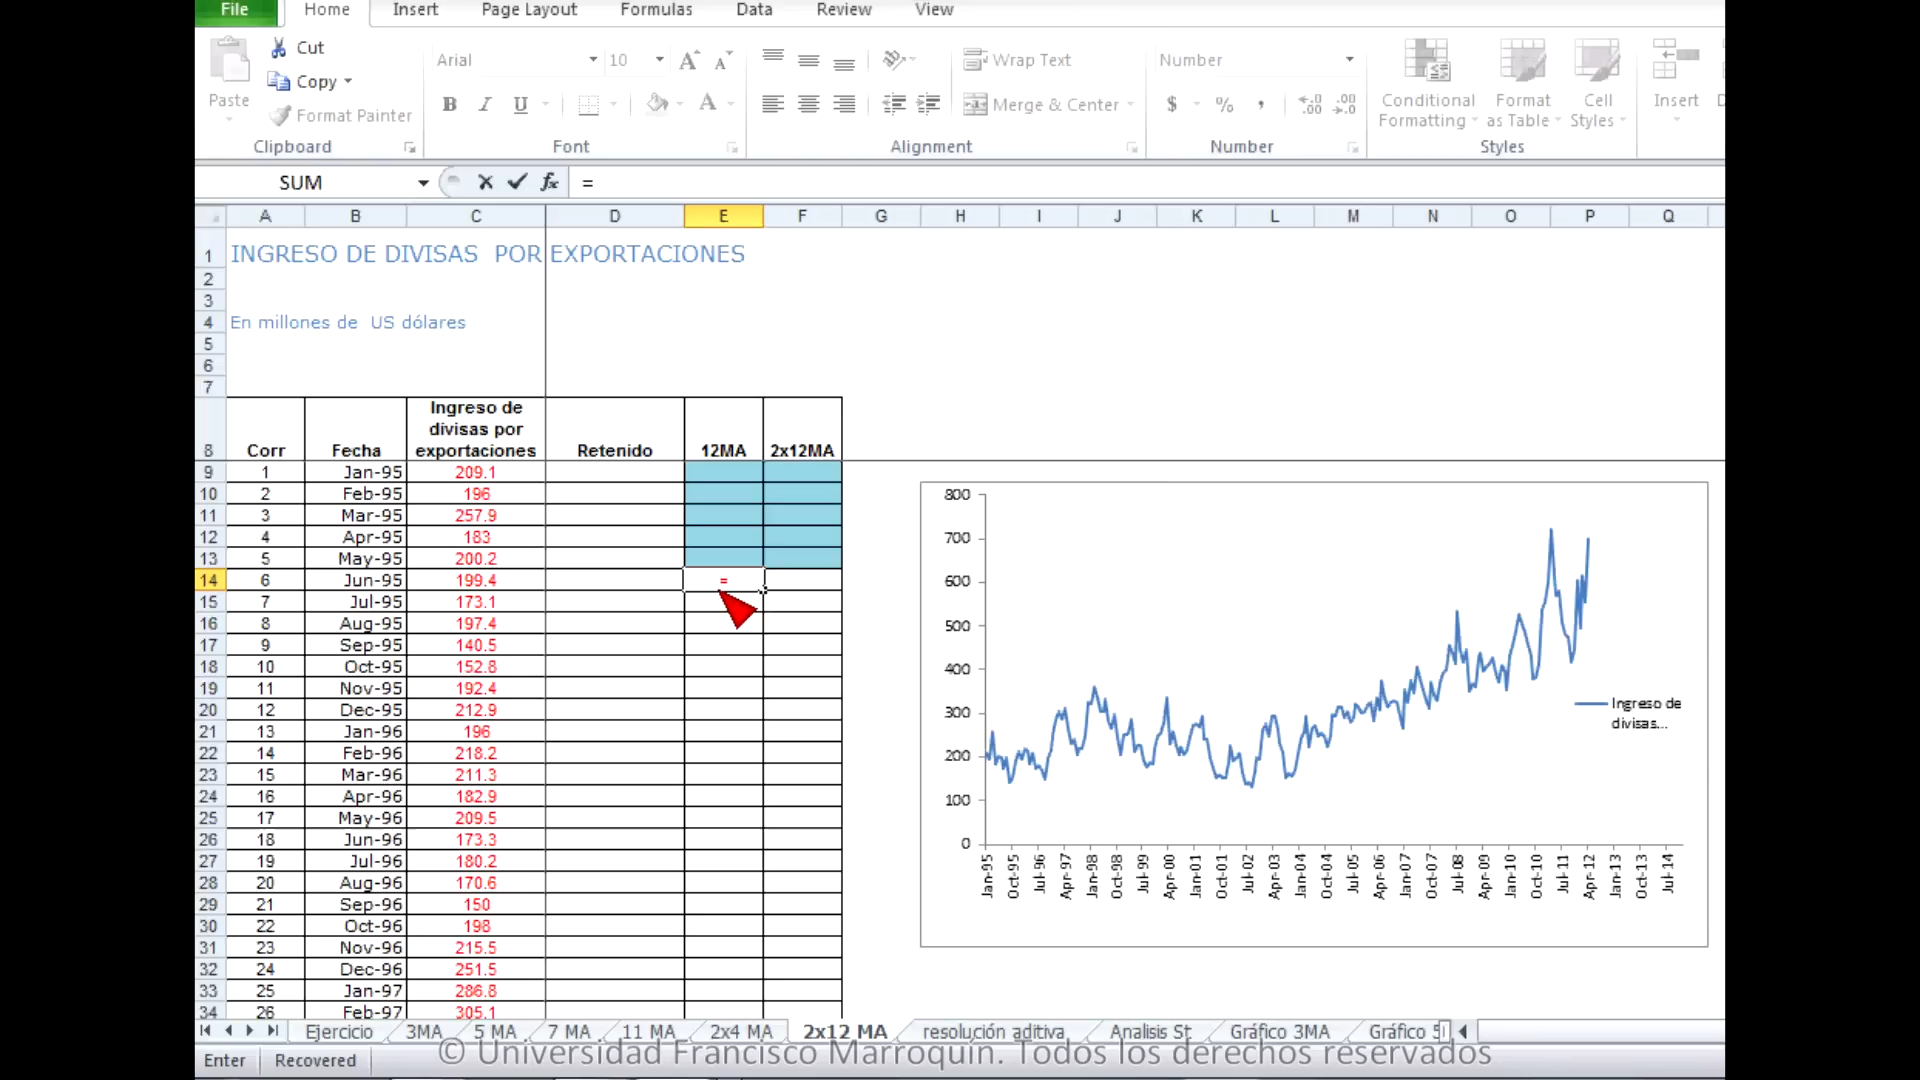 File Home Insert Page Layout Formulas Data Review View
Cut
Copy
Format Painter
Paste
Clipboard
Arial 10
B I U A
Font
Wrap Text
Merge & Center
Alignment
Number
$ % ,
Number
Conditional Formatting
Format as Table
Cell Styles
Styles
Insert
SUM fx =
A B C D E F G H I J K L M N O P Q
1 INGRESO DE DIVISAS POR EXPORTACIONES
2
3
4 En millones de US dólares
5
6
7
8 Corr Fecha Ingreso de divisas por exportaciones Retenido 12MA 2x12MA
9 1 Jan-95 209.1
10 2 Feb-95 196
11 3 Mar-95 257.9
12 4 Apr-95 183
13 5 May-95 200.2
14 6 Jun-95 199.4 =
15 7 Jul-95 173.1
16 8 Aug-95 197.4
17 9 Sep-95 140.5
18 10 Oct-95 152.8
19 11 Nov-95 192.4
20 12 Dec-95 212.9
21 13 Jan-96 196
22 14 Feb-96 218.2
23 15 Mar-96 211.3
24 16 Apr-96 182.9
25 17 May-96 209.5
26 18 Jun-96 173.3
27 19 Jul-96 180.2
28 20 Aug-96 170.6
29 21 Sep-96 150
30 22 Oct-96 198
31 23 Nov-96 215.5
32 24 Dec-96 251.5
33 25 Jan-97 286.8
34 26 Feb-97 305.1
800
700
600
500
400
300
200
100
0
Jan-95 Oct-95 Jul-96 Apr-97 Jan-98 Oct-98 Jul-99 Apr-00 Jan-01 Oct-01 Jul-02 Apr-03 Jan-04 Oct-04 Jul-05 Apr-06 Jan-07 Oct-07 Jul-08 Apr-09 Jan-10 Oct-10 Jul-11 Apr-12 Jan-13 Oct-13 Jul-14
Ingreso de
divisas...
Ejercicio 3MA 5 MA 7 MA 11 MA 2x4 MA 2x12 MA resolución aditiva Analisis St Gráfico 3MA Gráfico
Enter Recovered
© Universidad Francisco Marroquin. Todos los derechos reservados